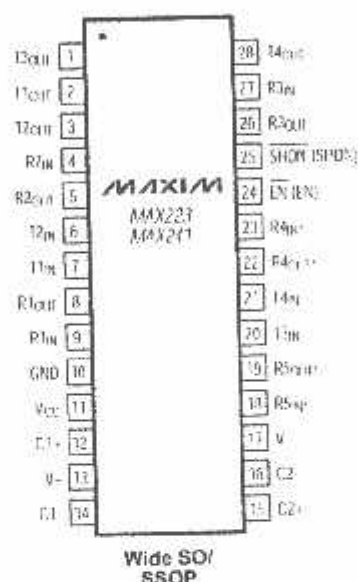 T3OUT 1 28 T4OUT
T1OUT 2 27 R3IN
T2OUT 3 26 R3OUT
R2IN 4 25 SHDN (SHDN)
R2OUT 5 24 EN (EN)
MAXIM
MAX223
MAX241
T2IN 6 23 R4IN*
T1IN 7 22 R4OUT*
R1OUT 8 21 T4IN
R1IN 9 20 T3IN
GND 10 19 R5OUT*
VCC 11 18 R5IN*
C1+ 12 17 V-
V+ 13 16 C2-
C1- 14 15 C2+
Wide SO/
SSOP